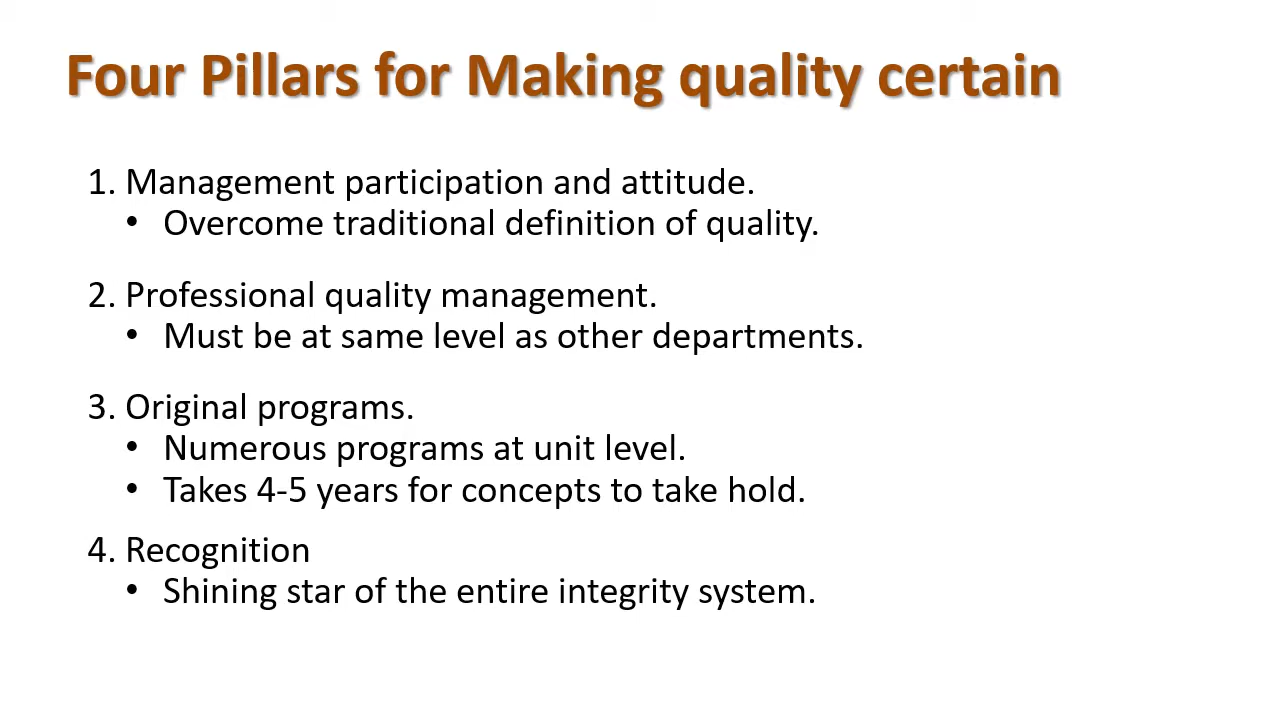 Four Pillars for Making quality certain
1. Management participation and attitude.
• Overcome traditional definition of quality.
2. Professional quality management.
• Must be at same level as other departments.
3. Original programs.
• Numerous programs at unit level.
• Takes 4-5 years for concepts to take hold.
4. Recognition
• Shining star of the entire integrity system.